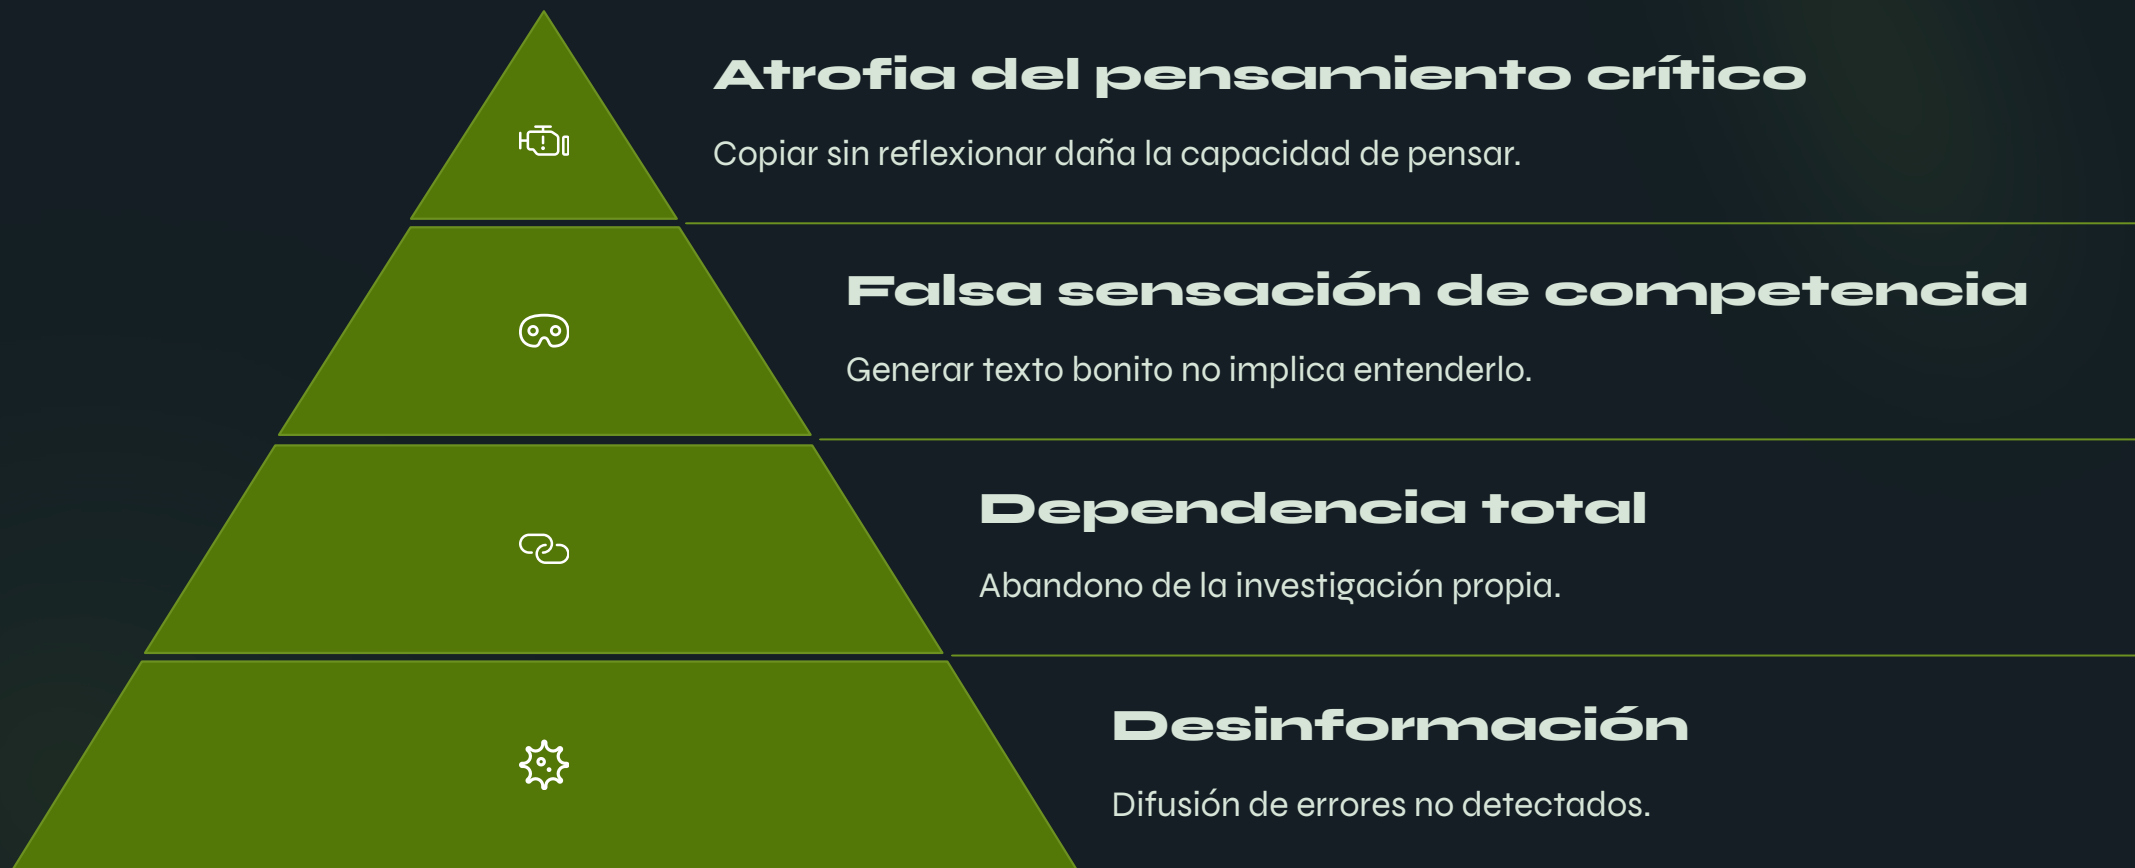 Atrofia del pensamiento crítico
Copiar sin reflexionar daña la capacidad de pensar.
Falsa sensación de competencia
Generar texto bonito no implica entenderlo.
Dependencia total
Abandono de la investigación propia.
Desinformación
Difusión de errores no detectados.